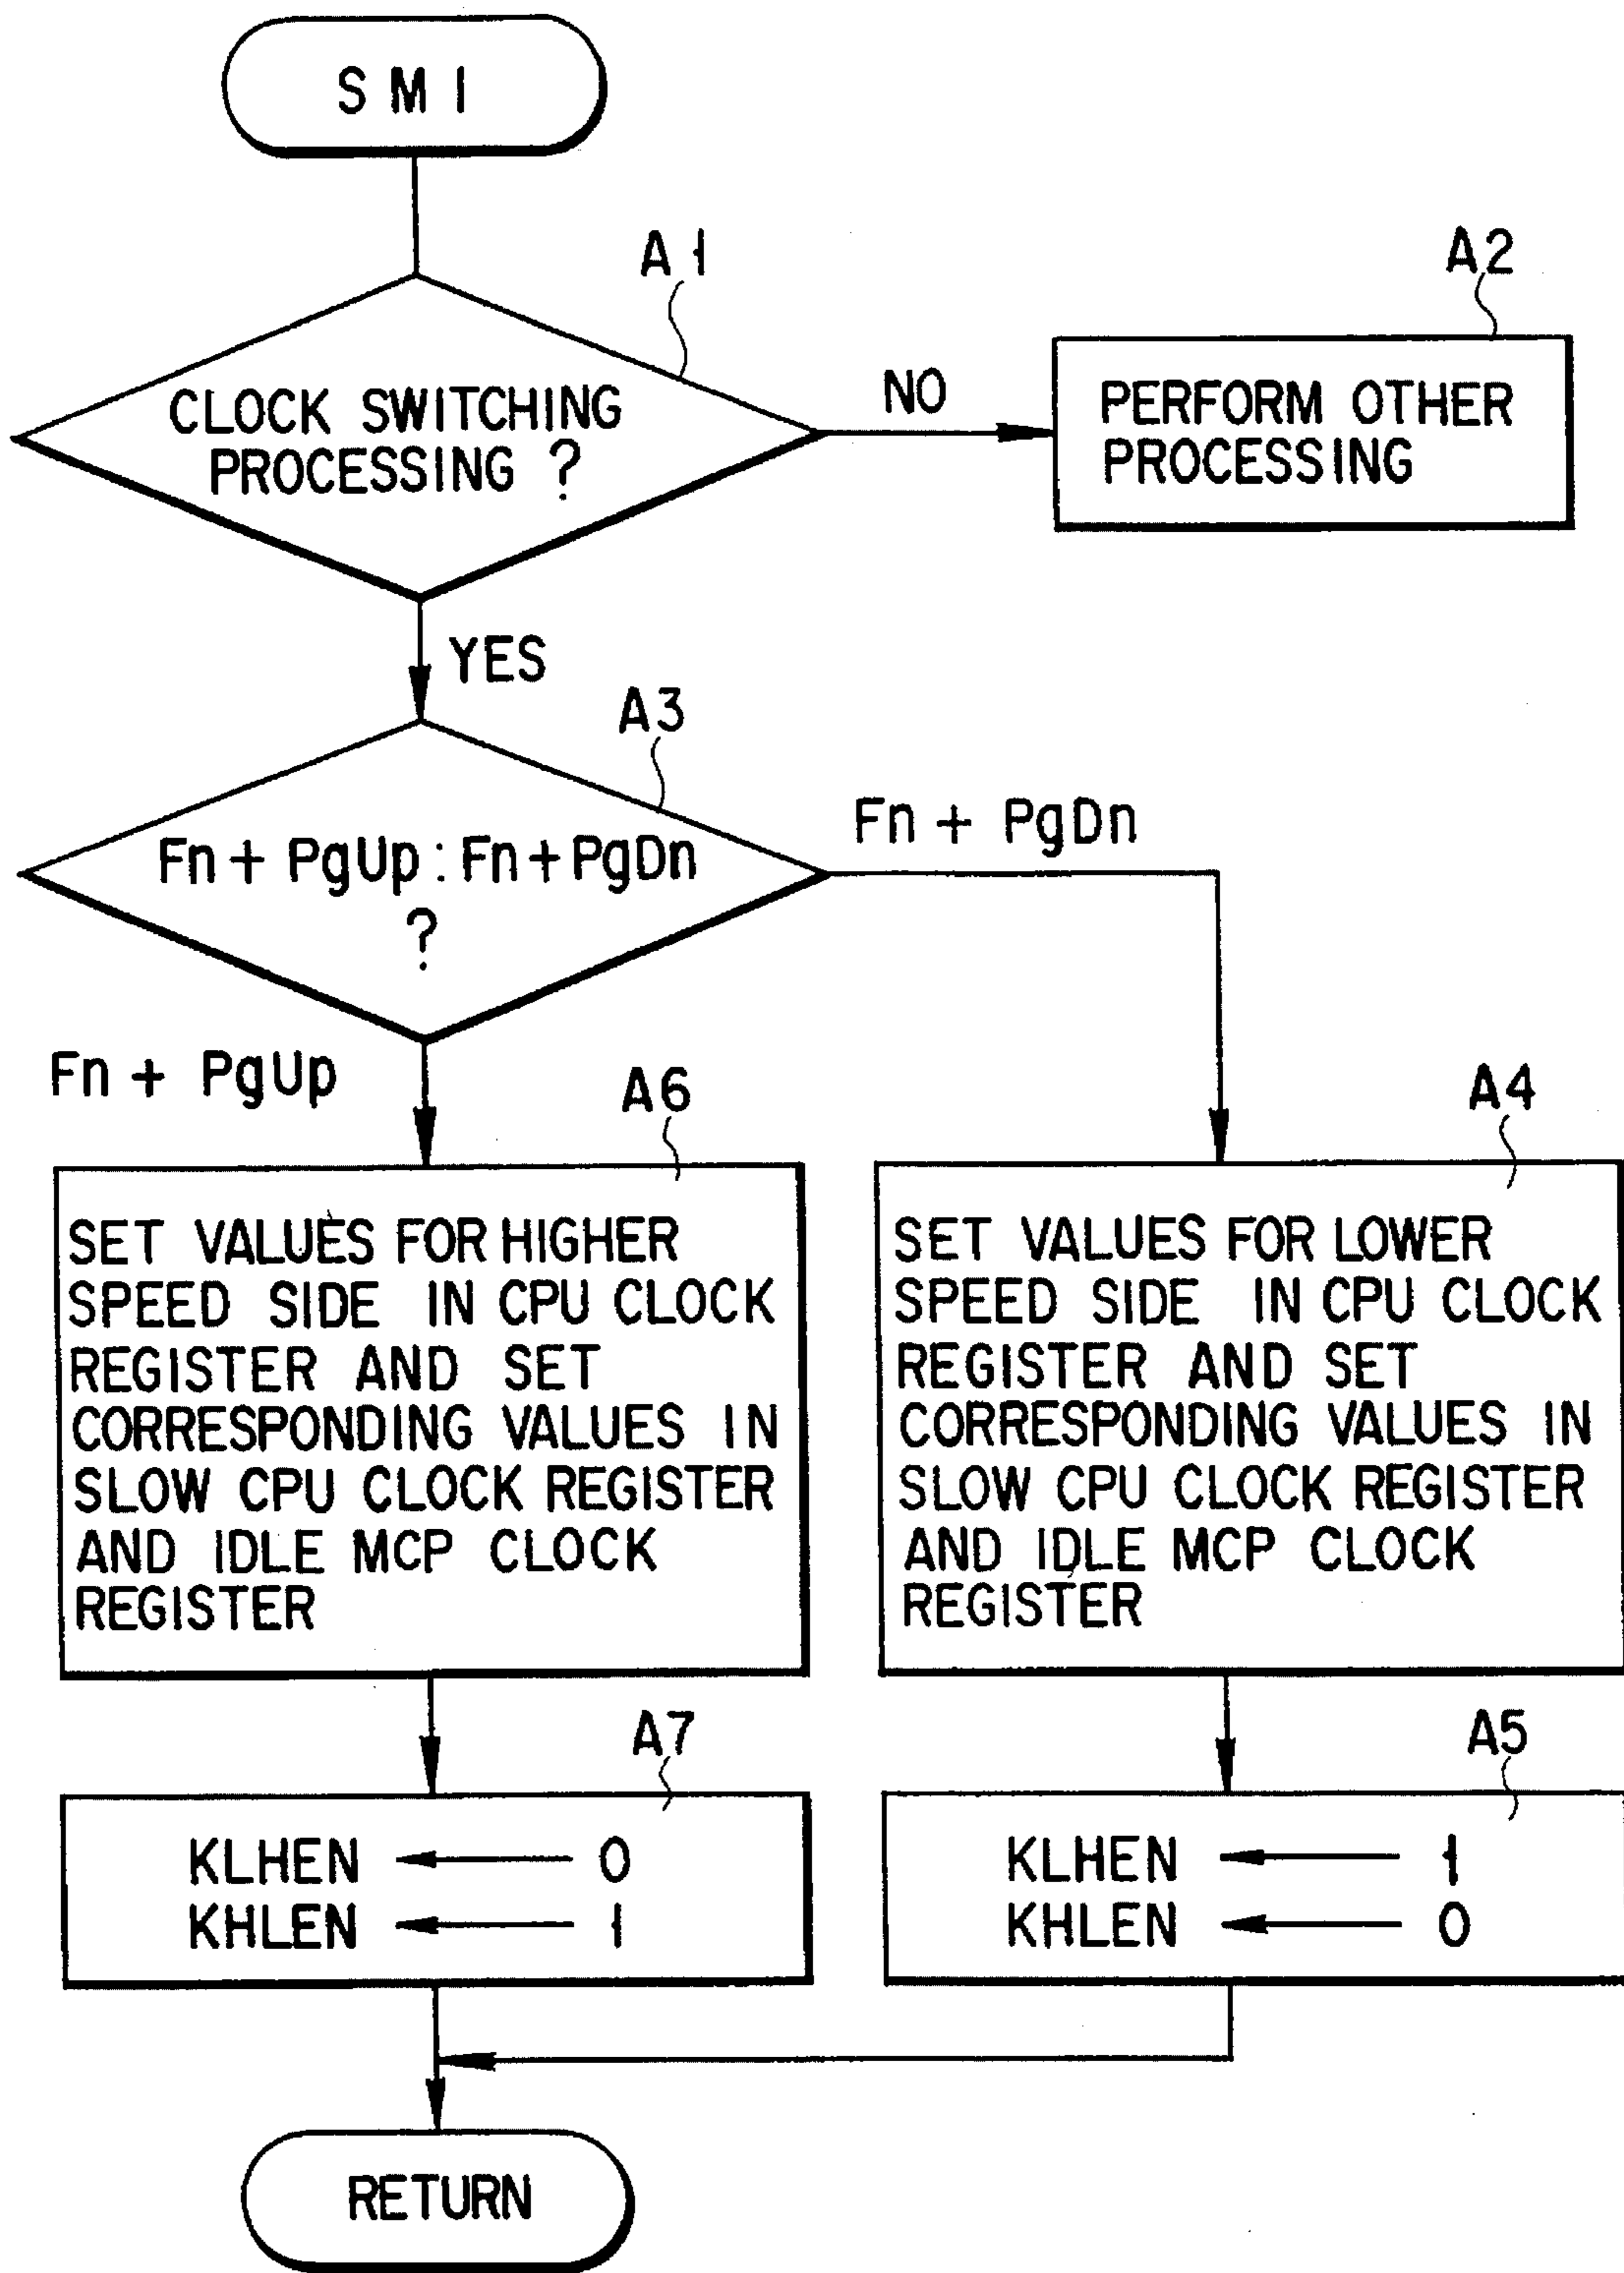 SMI
A1
A2
CLOCK SWITCHING
PROCESSING ?
NO
PERFORM OTHER
PROCESSING
YES
A3
Fn + PgUp : Fn + PgDn
?
Fn + PgDn
Fn + PgUp
A6
SET VALUES FOR HIGHER
SPEED SIDE IN CPU CLOCK
REGISTER AND SET
CORRESPONDING VALUES IN
SLOW CPU CLOCK REGISTER
AND IDLE MCP CLOCK
REGISTER
A4
SET VALUES FOR LOWER
SPEED SIDE IN CPU CLOCK
REGISTER AND SET
CORRESPONDING VALUES IN
SLOW CPU CLOCK REGISTER
AND IDLE MCP CLOCK
REGISTER
A7
KLHEN ← 0
KHLEN ← 1
A5
KLHEN ← 1
KHLEN ← 0
RETURN